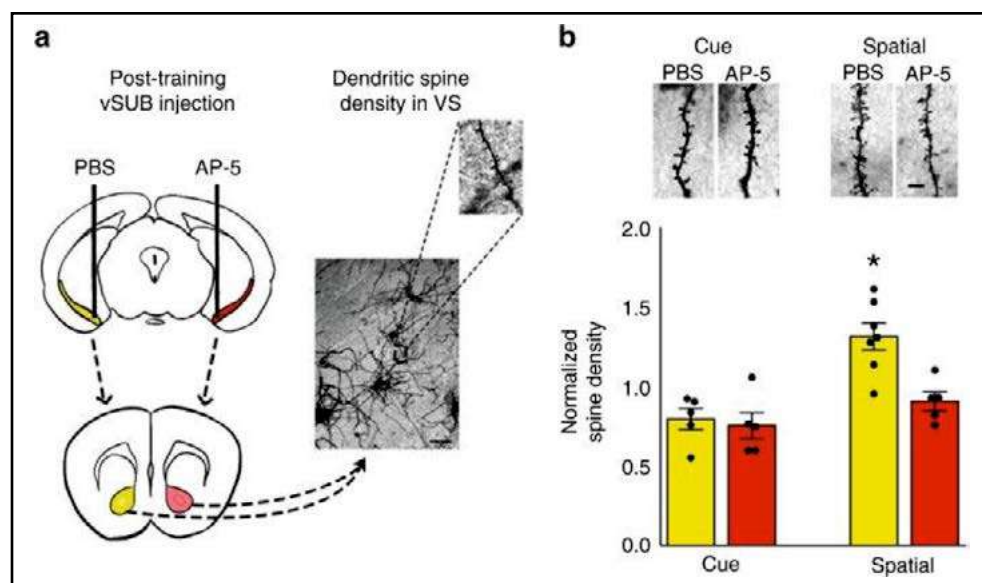 a
Post-training
vSUB injection
PBS
AP-5
Dendritic spine
density in VS
b
Cue
Spatial
PBS
AP-5
PBS
AP-5
Normalized
spine density
2.0
1.5
1.0
0.5
0.0
*
Cue
Spatial